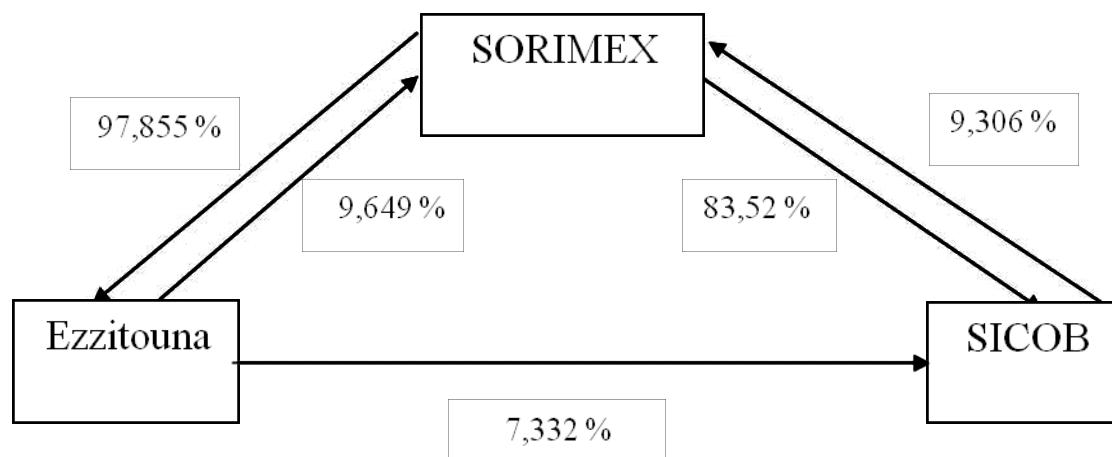 SORIMEX
97,855 %
9,306 %
9,649 %
83,52 %
Ezzitouna
SICOB
7,332 %